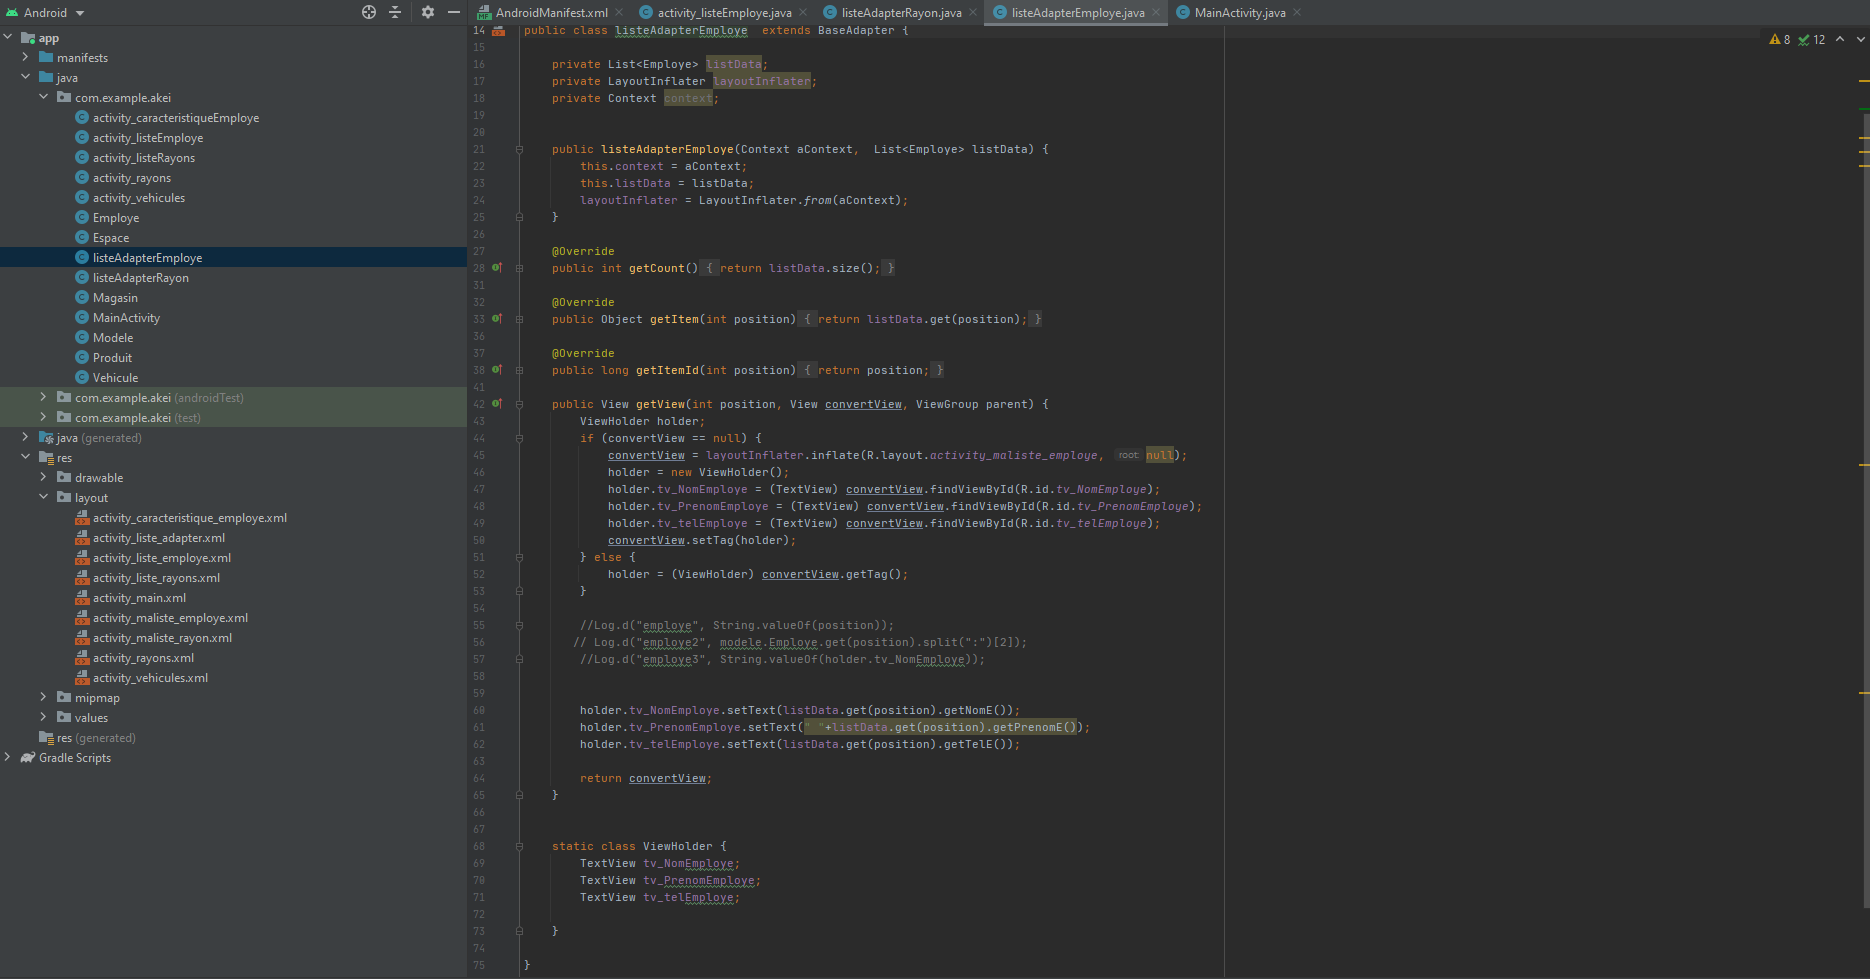 Android
app
manifests
java
com.example.akei
activity_caracteristiqueEmploye
activity_listeEmploye
activity_listeRayons
activity_rayons
activity_vehicules
Employe
Espace
listeAdapterEmploye
listeAdapterRayon
Magasin
MainActivity
Modele
Produit
Vehicule
com.example.akei (androidTest)
com.example.akei (test)
java (generated)
res
drawable
layout
activity_caracteristique_employe.xml
activity_liste_adapter.xml
activity_liste_employe.xml
activity_liste_rayons.xml
activity_main.xml
activity_maliste_employe.xml
activity_maliste_rayon.xml
activity_rayons.xml
activity_vehicules.xml
mipmap
values
res (generated)
Gradle Scripts
AndroidManifest.xml activity_listeEmploye.java listeAdapterRayon.java listeAdapterEmploye.java MainActivity.java
8 12
14 public class listeAdapterEmploye  extends BaseAdapter {
15
16 private List<Employe> listData;
17 private LayoutInflater layoutInflater;
18 private Context context;
19
20
21 public listeAdapterEmploye(Context aContext,  List<Employe> listData) {
22 this.context = aContext;
23 this.listData = listData;
24 layoutInflater = LayoutInflater.from(aContext);
25 }
26
27 @Override
28 public int getCount() { return listData.size(); }
31
32 @Override
33 public Object getItem(int position) { return listData.get(position); }
36
37 @Override
38 public long getItemId(int position) { return position; }
41
42 public View getView(int position, View convertView, ViewGroup parent) {
43 ViewHolder holder;
44 if (convertView == null) {
45 convertView = layoutInflater.inflate(R.layout.activity_maliste_employe, root: null);
46 holder = new ViewHolder();
47 holder.tv_NomEmploye = (TextView) convertView.findViewById(R.id.tv_NomEmploye);
48 holder.tv_PrenomEmploye = (TextView) convertView.findViewById(R.id.tv_PrenomEmploye);
49 holder.tv_telEmploye = (TextView) convertView.findViewById(R.id.tv_telEmploye);
50 convertView.setTag(holder);
51 } else {
52 holder = (ViewHolder) convertView.getTag();
53 }
54
55 //Log.d("employe", String.valueOf(position));
56 // Log.d("employe2", modele.Employe.get(position).split(":")[2]);
57 //Log.d("employe3", String.valueOf(holder.tv_NomEmploye));
58
59
60 holder.tv_NomEmploye.setText(listData.get(position).getNomE());
61 holder.tv_PrenomEmploye.setText(" "+listData.get(position).getPrenomE());
62 holder.tv_telEmploye.setText(listData.get(position).getTelE());
63
64 return convertView;
65 }
66
67
68 static class ViewHolder {
69 TextView tv_NomEmploye;
70 TextView tv_PrenomEmploye;
71 TextView tv_telEmploye;
72
73 }
74
75 }